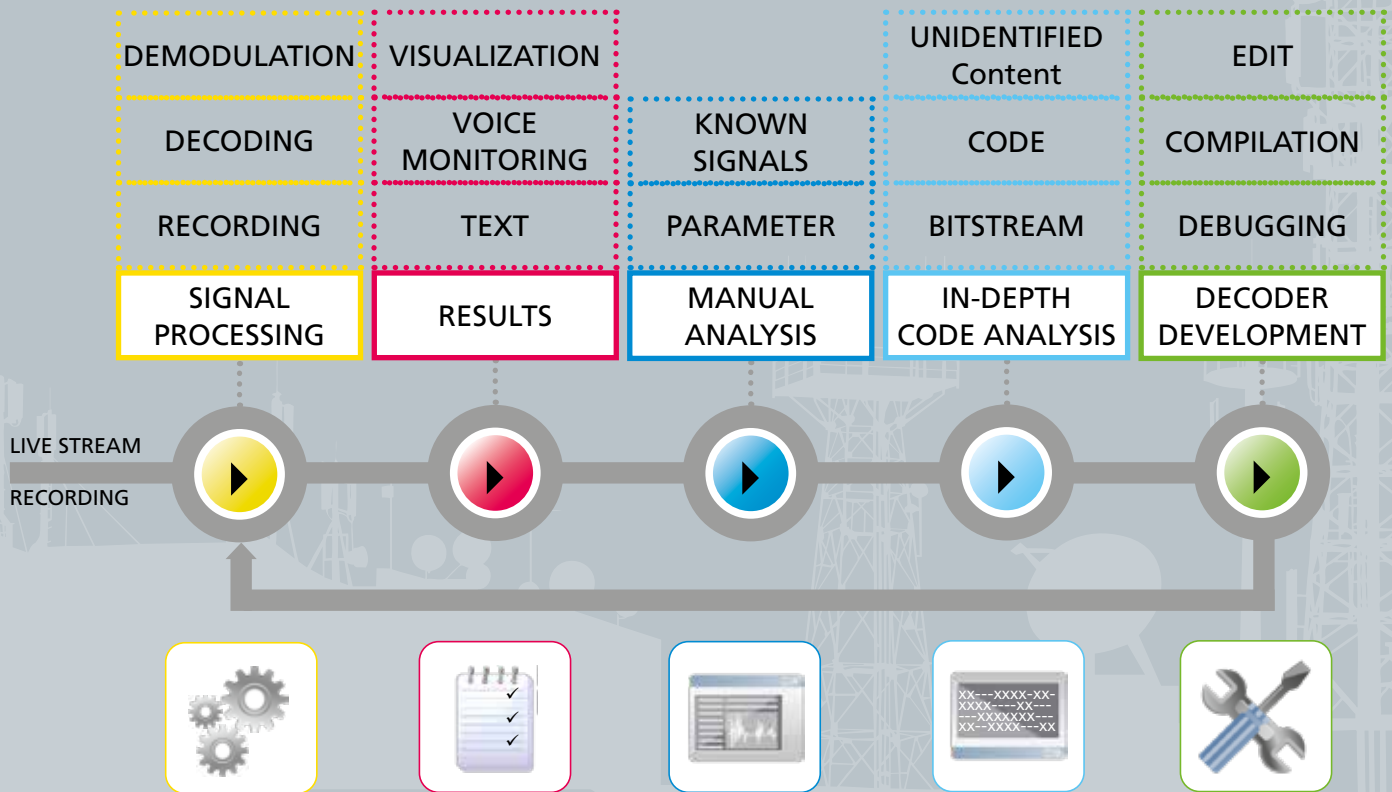 DEMODULATION
DECODING
RECORDING
SIGNAL
PROCESSING
VISUALIZATION
VOICE
MONITORING
TEXT
RESULTS
KNOWN
SIGNALS
PARAMETER
MANUAL
ANALYSIS
UNIDENTIFIED
Content
CODE
BITSTREAM
IN-DEPTH
CODE ANALYSIS
EDIT
COMPILATION
DEBUGGING
DECODER
DEVELOPMENT
LIVE STREAM
RECORDING
XX---XXXX-XX-
XXXX----XX---
---XXXXXXX---
XX--XXXX---XX